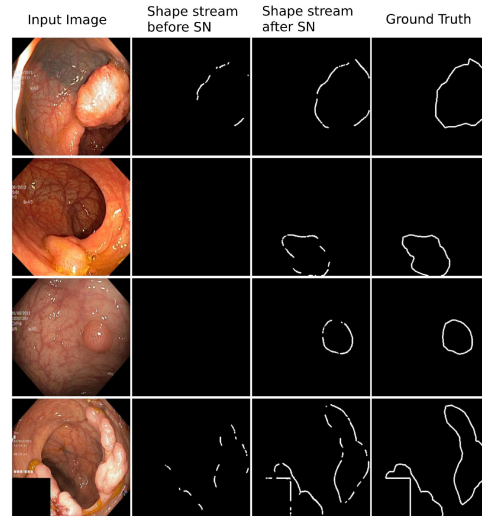 Input Image
Shape stream
before SN
Shape stream
after SN
Ground Truth